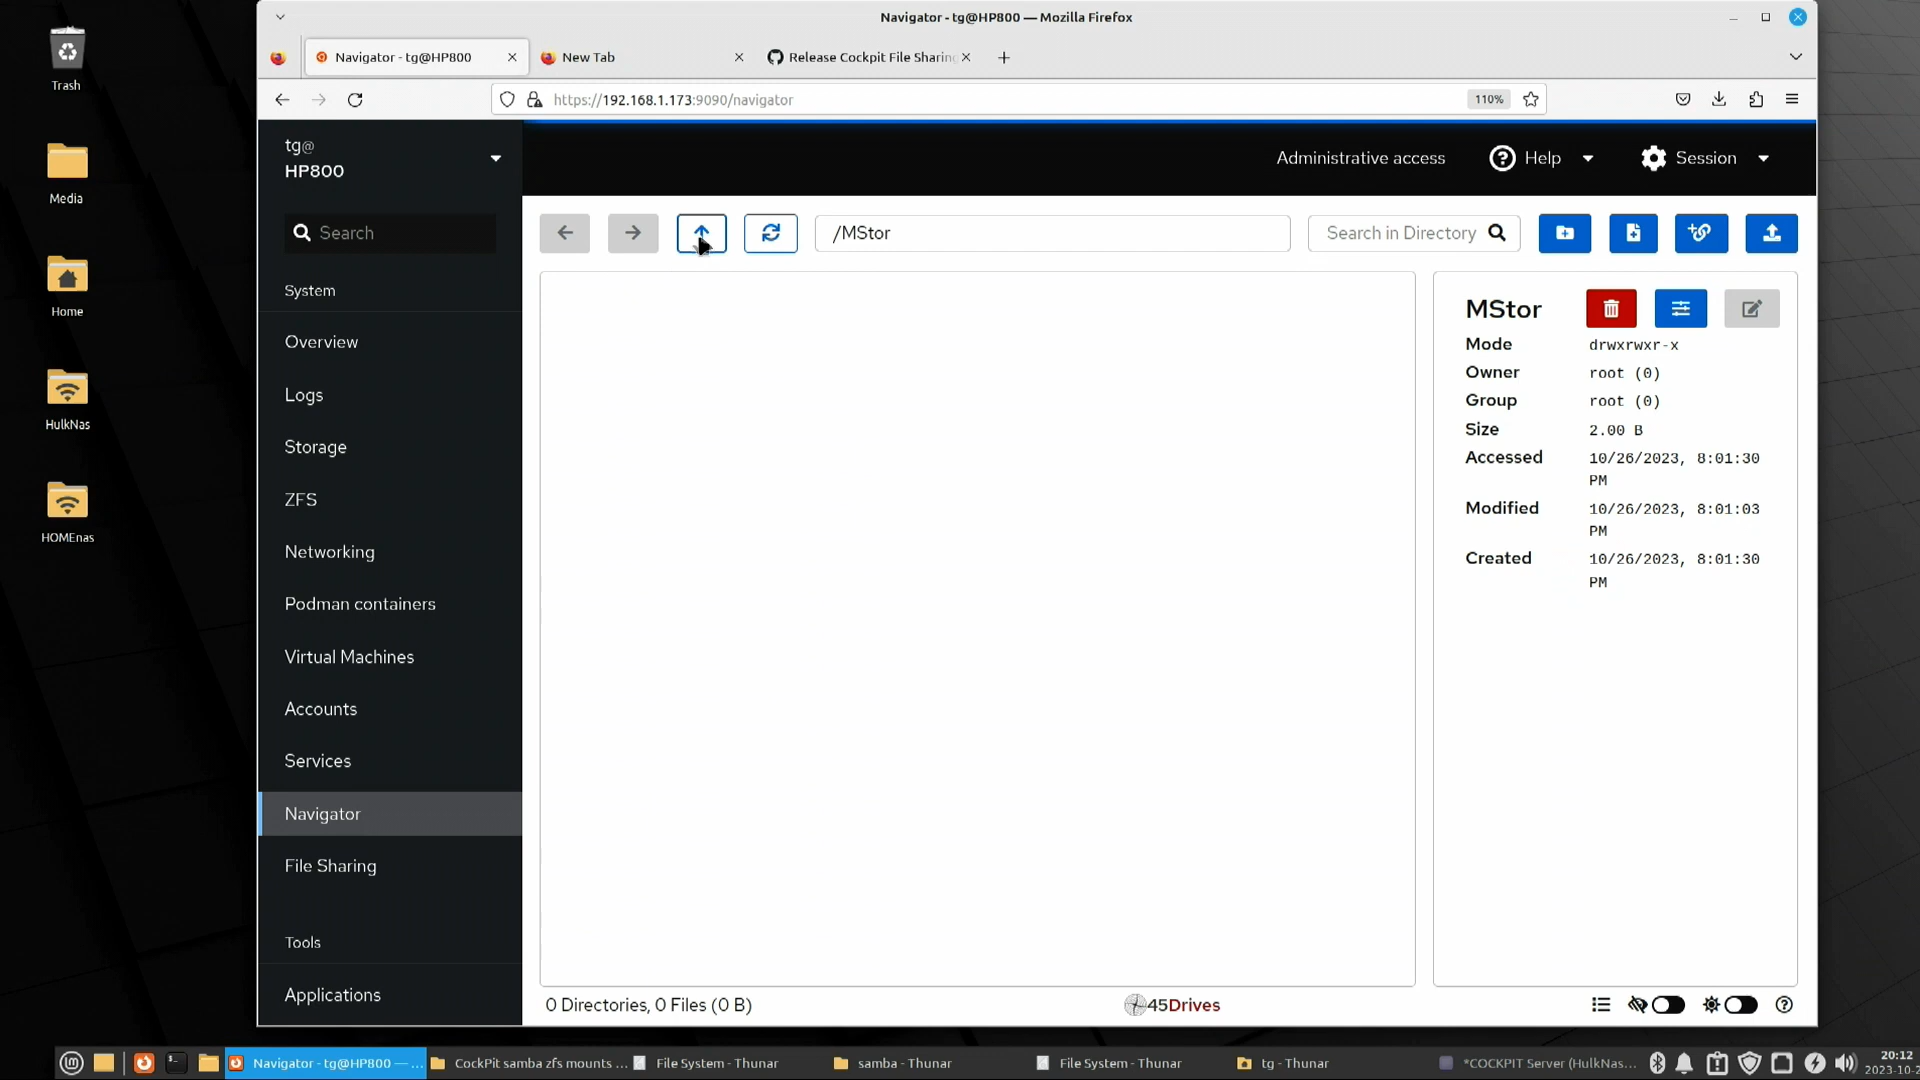 Trash
Media
Home
HulkNas
HOMEnas
Navigator - tg@HP800 — Mozilla Firefox
Navigator - tg@HP800
New Tab
Release Cockpit File Sharing
https://192.168.1.173:9090/navigator
110%
tg@
HP800
Administrative access
Help
Session
Search
/MStor
Search in Directory
System
Overview
Logs
Storage
ZFS
Networking
Podman containers
Virtual Machines
Accounts
Services
Navigator
File Sharing
Tools
Applications
MStor
Mode drwxrwxr-x
Owner root (0)
Group root (0)
Size 2.00 B
Accessed 10/26/2023, 8:01:30
PM
Modified 10/26/2023, 8:01:03
PM
Created 10/26/2023, 8:01:30
PM
0 Directories, 0 Files (0 B)
45Drives
Navigator - tg@HP800 — ...
CockPit samba zfs mounts ...
File System - Thunar
samba - Thunar
File System - Thunar
tg - Thunar
*COCKPIT Server (HulkNas...
20:12
2023-10-2